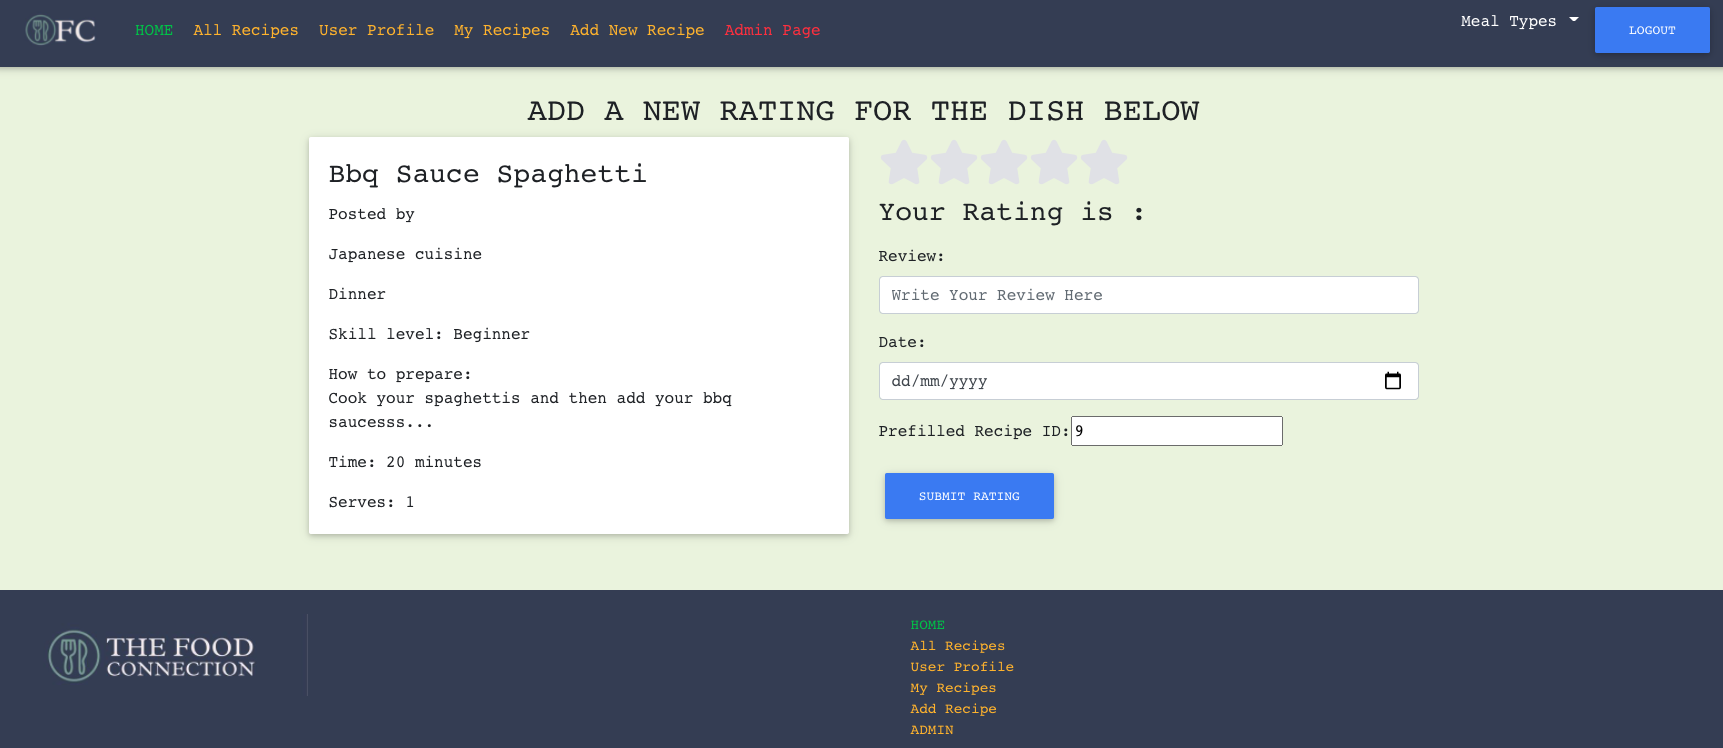 FC
HOME All Recipes User Profile My Recipes Add New Recipe Admin Page Meal Types LOGOUT
ADD A NEW RATING FOR THE DISH BELOW
Bbq Sauce Spaghetti
Posted by
Japanese cuisine
Dinner
Skill level: Beginner
How to prepare:
Cook your spaghettis and then add your bbq
saucesss...
Time: 20 minutes
Serves: 1
Your Rating is :
Review:
Write Your Review Here
Date:
dd/mm/yyyy
Prefilled Recipe ID: 9
SUBMIT RATING
THE FOOD
CONNECTION
HOME
All Recipes
User Profile
My Recipes
Add Recipe
ADMIN